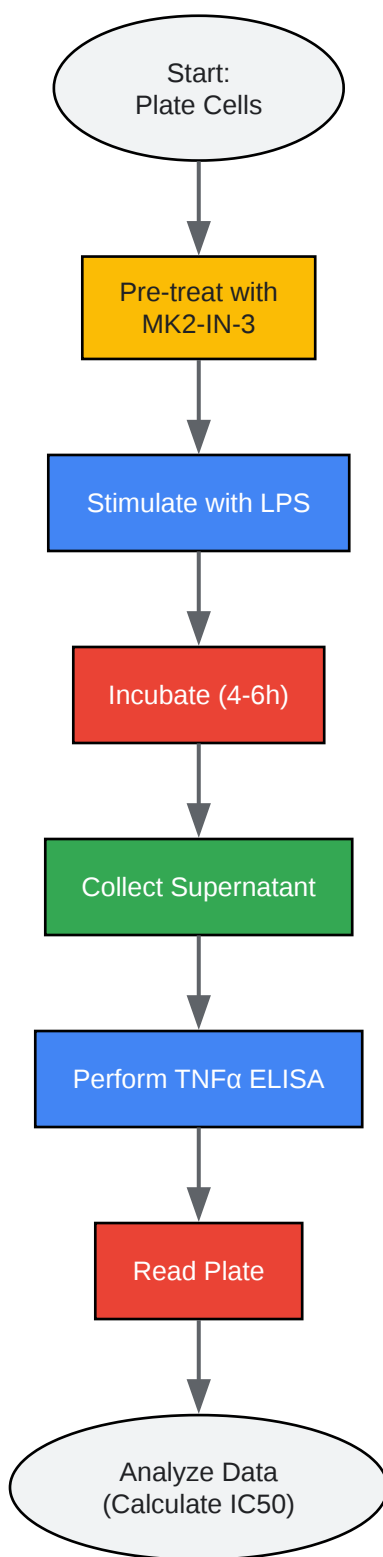 Start:
Plate Cells
Pre-treat with
MK2-IN-3
Stimulate with LPS
Incubate (4-6h)
Collect Supernatant
Perform TNFα ELISA
Read Plate
Analyze Data
(Calculate IC50)